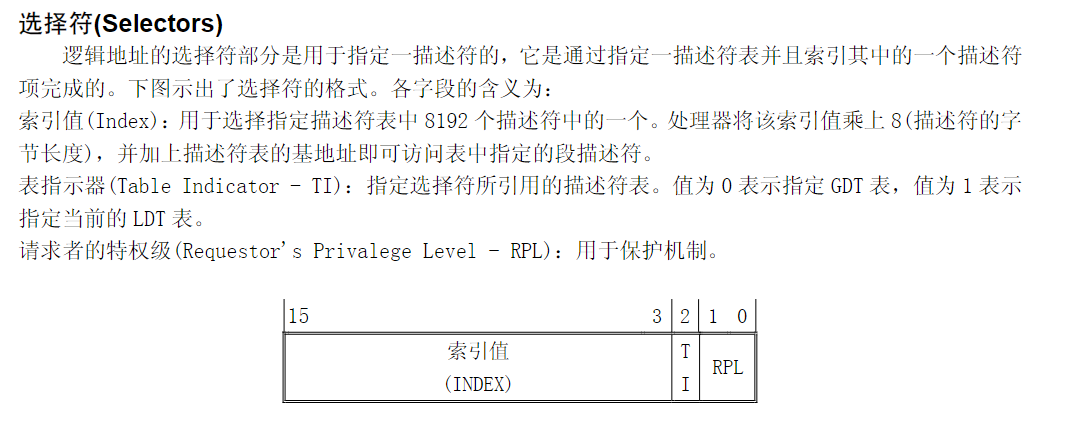 选择符(Selectors)
逻辑地址的选择符部分是用于指定一描述符的，它是通过指定一描述符表并且索引其中的一个描述符
项完成的。下图示出了选择符的格式。各字段的含义为：
索引值(Index)：用于选择指定描述符表中 8192 个描述符中的一个。处理器将该索引值乘上 8(描述符的字
节长度)，并加上描述符表的基地址即可访问表中指定的段描述符。
表指示器(Table Indicator - TI)：指定选择符所引用的描述符表。值为 0 表示指定 GDT 表，值为 1 表示
指定当前的 LDT 表。
请求者的特权级(Requestor's Privalege Level - RPL)：用于保护机制。
15 3 2 1 0
索引值 T
RPL
(INDEX) I